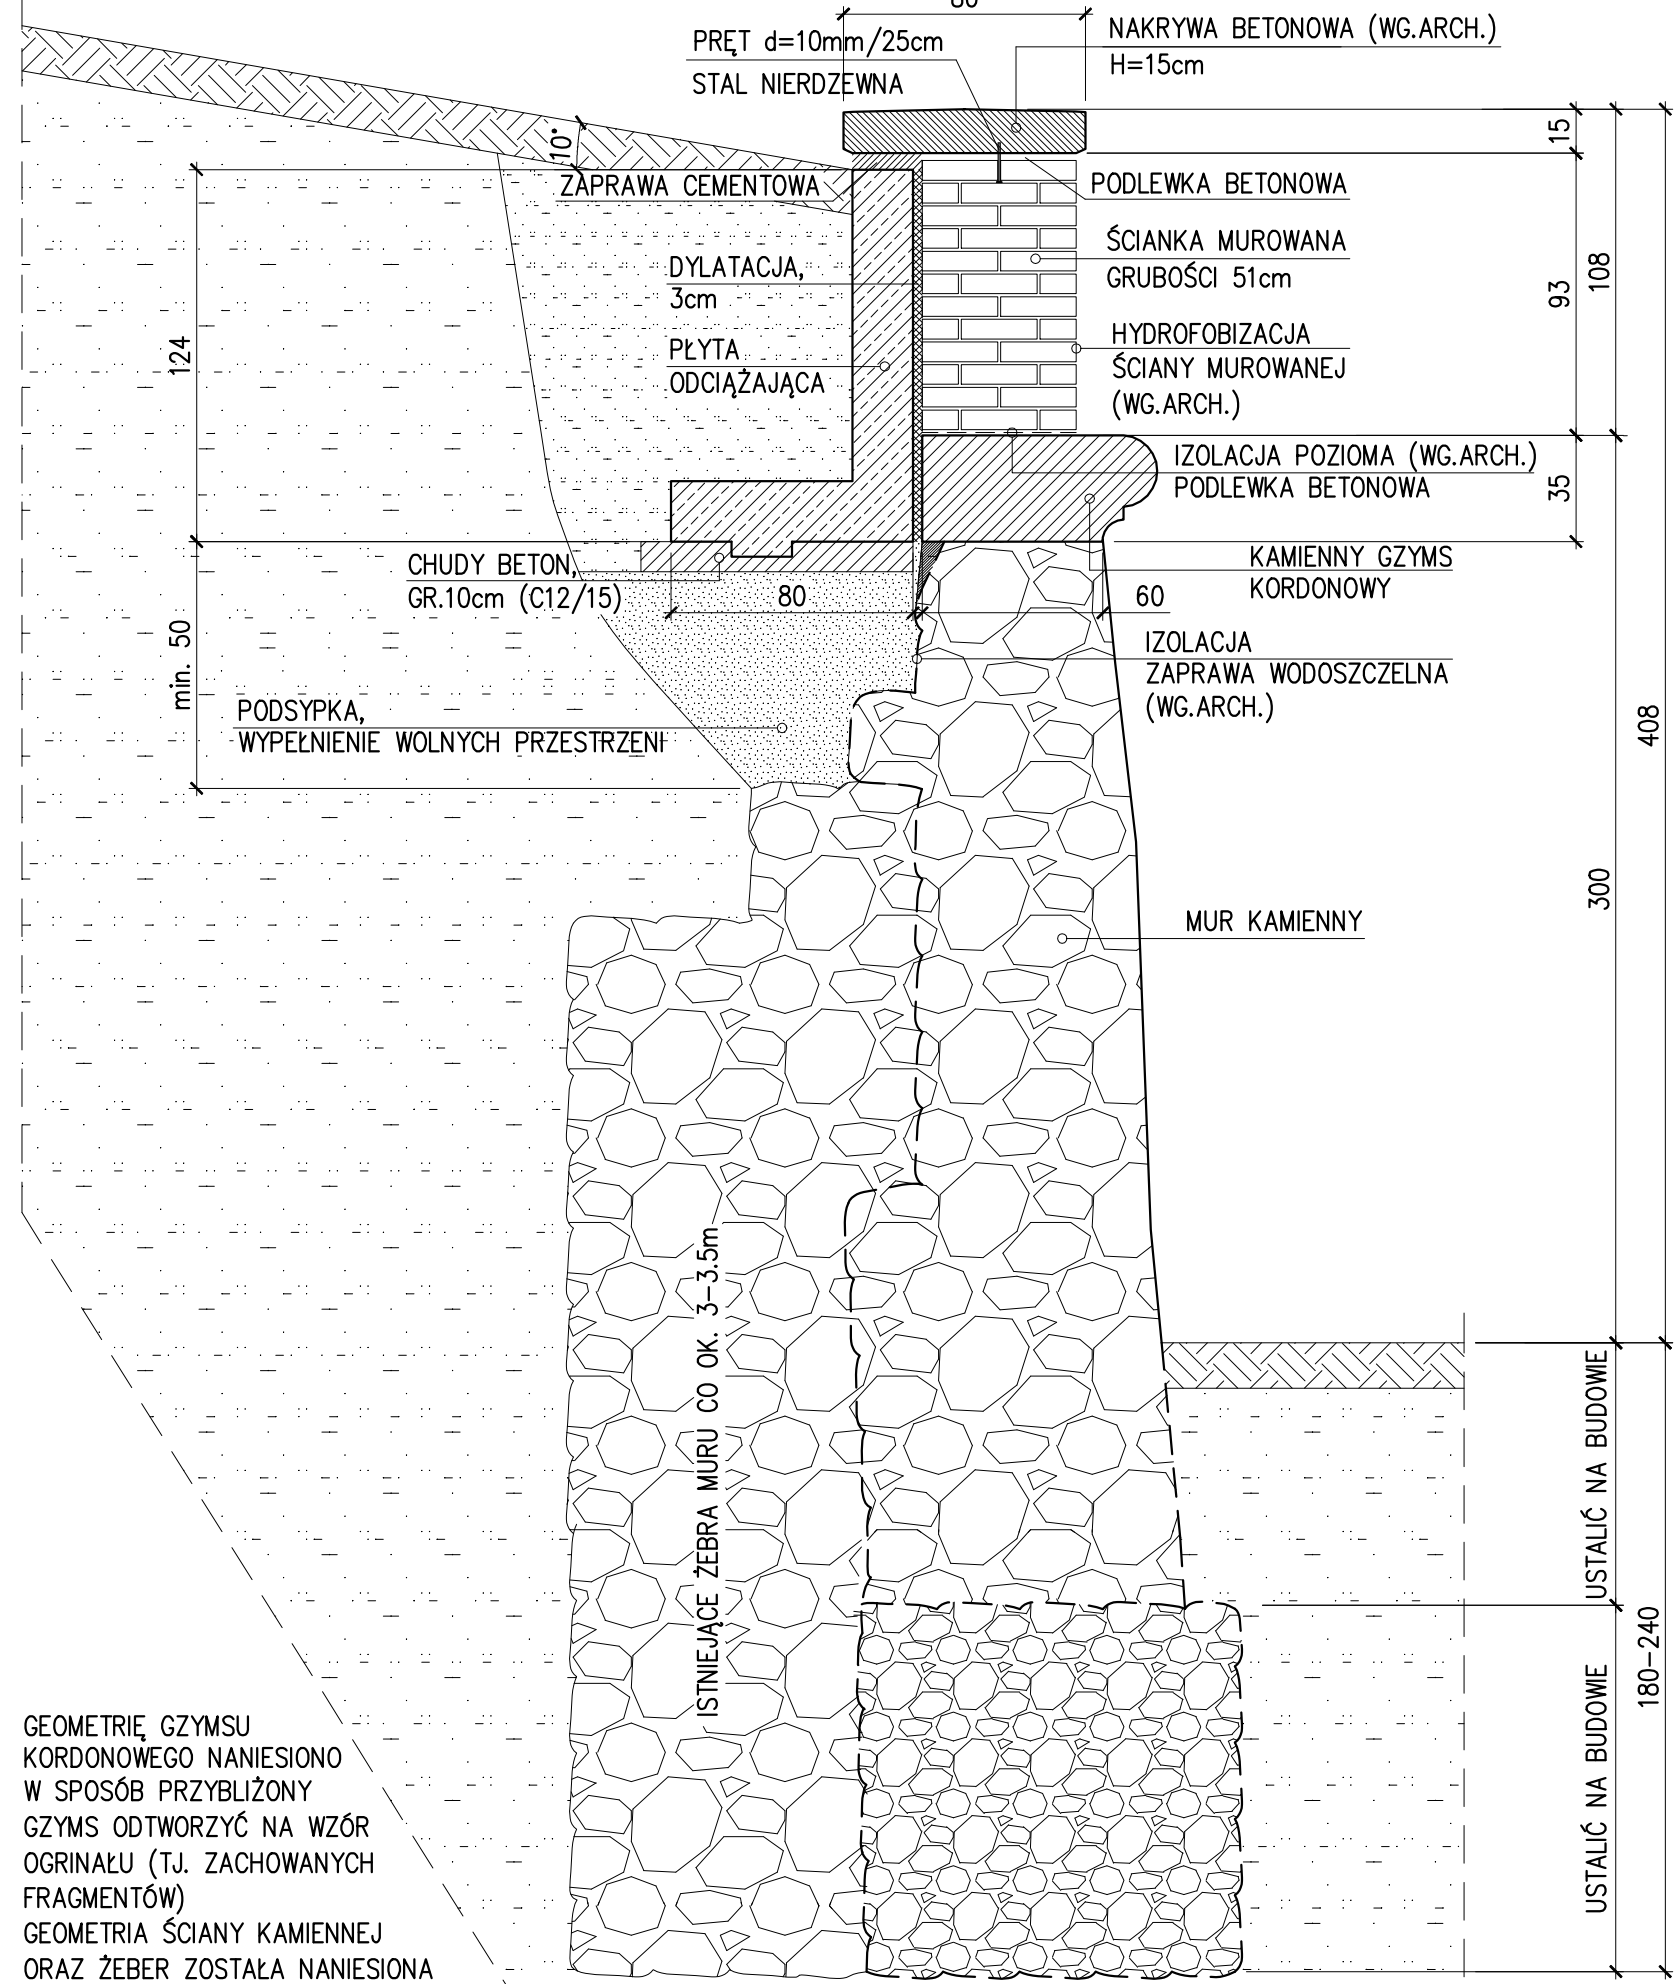 80
PRĘT d=10mm/25cm
STAL NIERDZEWNA
NAKRYWA BETONOWA (WG.ARCH.)
H=15cm
10°
15
ZAPRAWA CEMENTOWA
PODLEWKA BETONOWA
ŚCIANKA MUROWANA
GRUBOŚCI 51cm
DYLATACJA,
3cm
93
108
124
HYDROFOBIZACJA
ŚCIANY MUROWANEJ
(WG.ARCH.)
PŁYTA
ODCIĄŻAJĄCA
IZOLACJA POZIOMA (WG.ARCH.)
PODLEWKA BETONOWA
35
KAMIENNY GZYMS
KORDONOWY
CHUDY BETON,
GR.10cm (C12/15)
80
60
min. 50
IZOLACJA
ZAPRAWA WODOSZCZELNA
(WG.ARCH.)
PODSYPKA,
WYPEŁNIENIE WOLNYCH PRZESTRZENI
408
300
MUR KAMIENNY
ISTNIEJĄCE ŻEBRA MURU CO OK. 3–3.5m
USTALIĆ NA BUDOWIE
180–240
USTALIĆ NA BUDOWIE
GEOMETRIĘ GZYMSU
KORDONOWEGO NANIESIONO
W SPOSÓB PRZYBLIŻONY
GZYMS ODTWORZYĆ NA WZÓR
OGRINAŁU (TJ. ZACHOWANYCH
FRAGMENTÓW)
GEOMETRIA ŚCIANY KAMIENNEJ
ORAZ ŻEBER ZOSTAŁA NANIESIONA